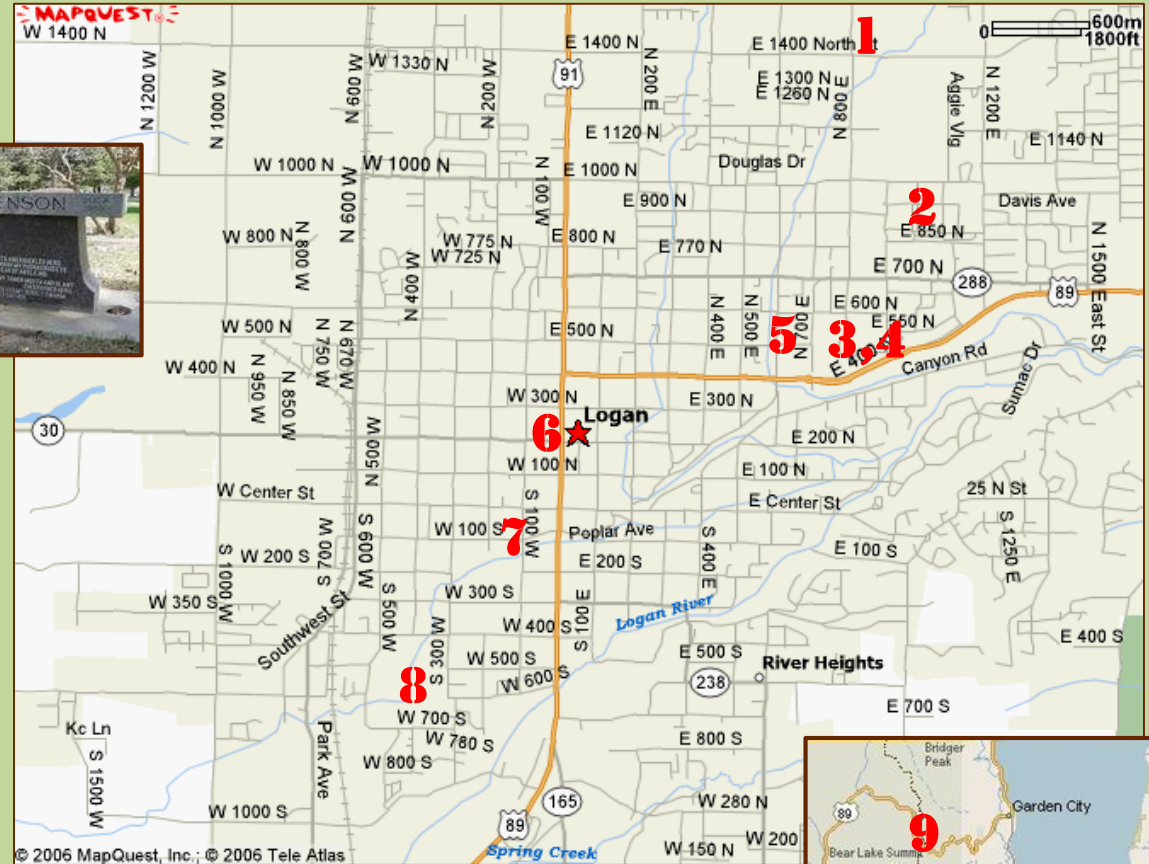 MAPQUEST
W 1400 N
E 1400 N
E 1400 North St
1
0
600m
1800ft
W 1330 N
91
E 1300 N
E 1260 N
N 1200 W
N 1000 W
N 600 W
N 200 W
N 200 E
N 800 E
Aggie Vlg
N 1200 E
E 1120 N
E 1140 N
W 1000 N
W 1000 N
E 1000 N
Douglas Dr
N 600 W
N 100 W
E 900 N
2
Davis Ave
ENSON
W 800 N
N 800 W
W 775 N
W 725 N
E 800 N
E 770 N
E 850 N
N 1500 East St
N 400 W
E 700 N
288
89
W 500 N
N 750 W
N 670 W
E 500 N
N 400 E
N 500 E
5
N 700 E
E 600 N
E 550 N
3,4
W 400 N
N 950 W
N 850 W
Canyon Rd
Sumac Dr
W 300 N
E 300 N
30
6
Logan
N 500 W
E 200 N
W 100 N
E 100 N
W Center St
E Center St
25 N St
S 100 W
W 100 S
7
Poplar Ave
S 700 W
S 600 W
S 400 E
S 1250 E
S 1000 W
W 200 S
E 200 S
E 100 S
W 350 S
S 500 W
W 300 S
S 100 E
Logan River
Southwest St
S 300 W
W 400 S
E 400 S
W 500 S
E 500 S
River Heights
8
W 600 S
238
W 700 S
E 700 S
Kc Ln
S 1500 W
Park Ave
W 780 S
E 800 S
W 800 S
Bridger
Peak
W 1000 S
165
W 280 N
89
Garden City
89
9
W 200
Bear Lake Summit
W 150 N
Spring Creek
© 2006 MapQuest, Inc.; © 2006 Tele Atlas